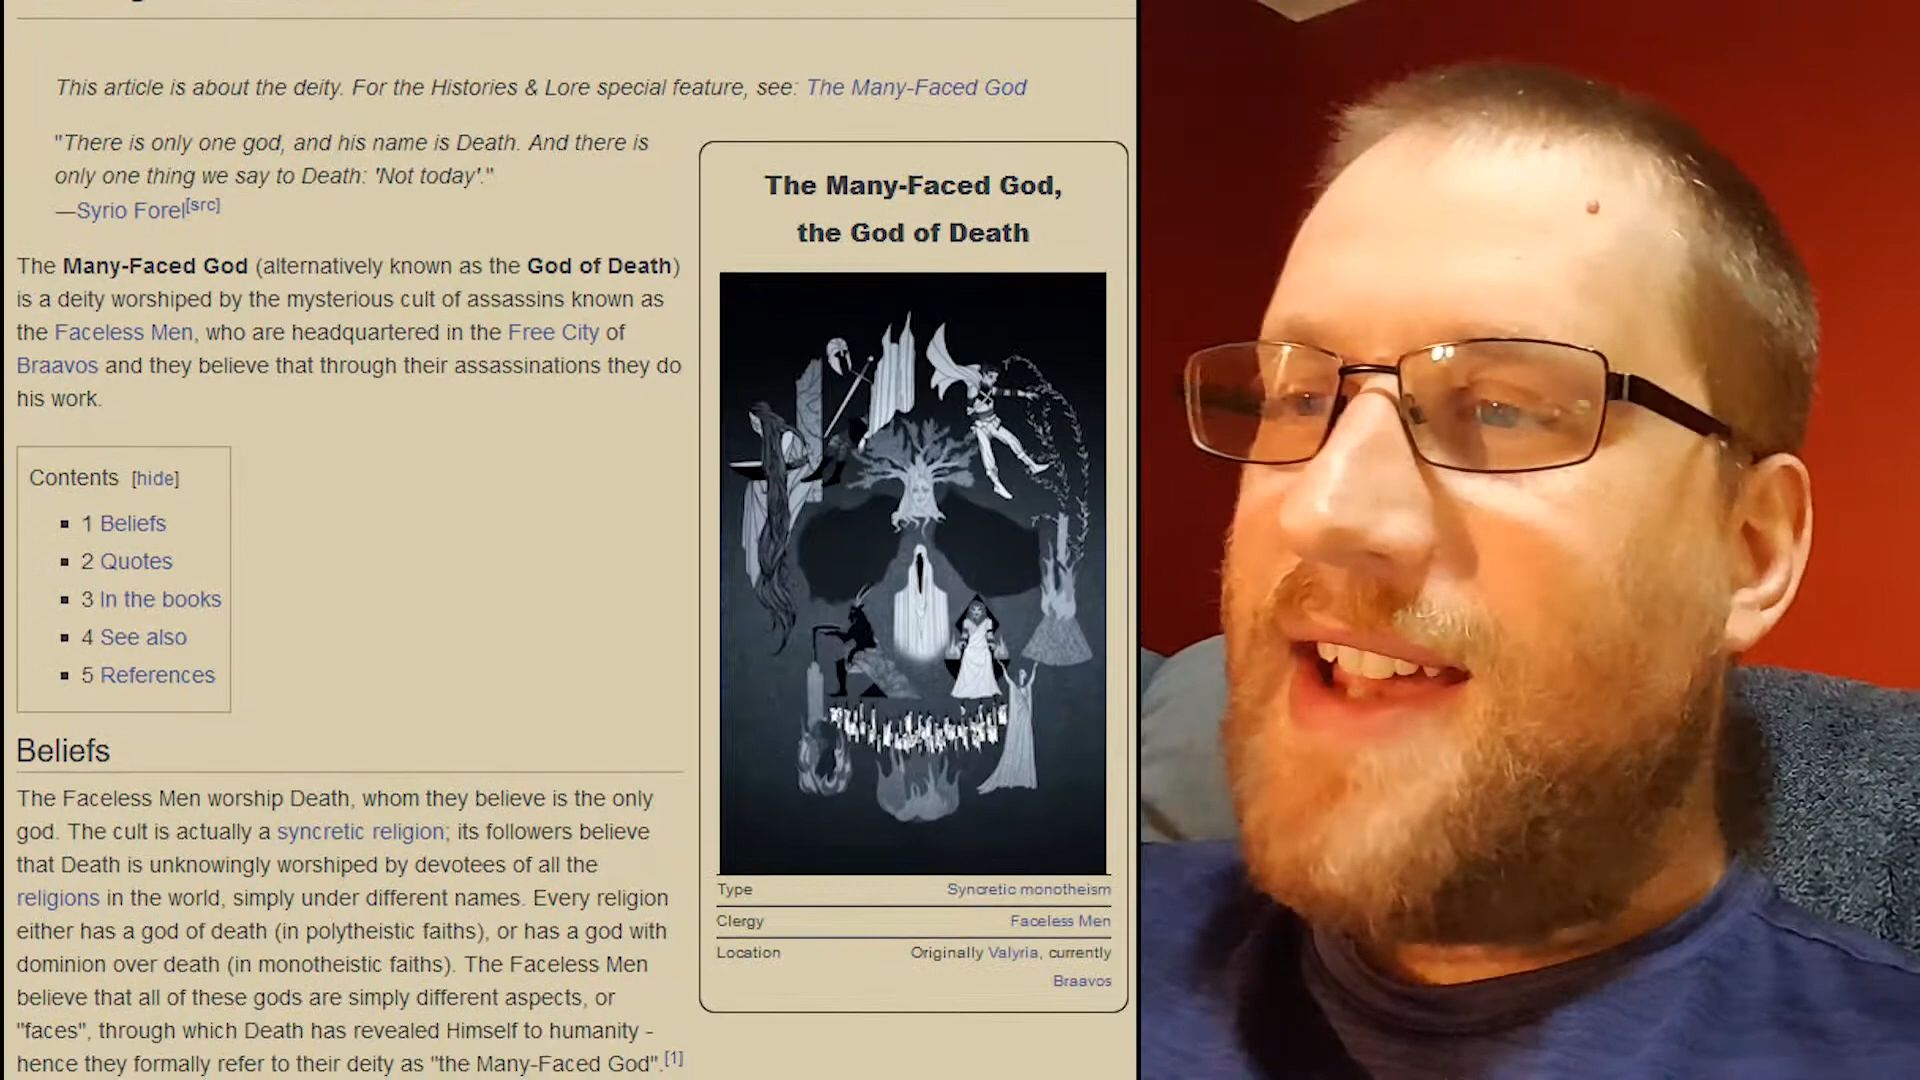 This article is about the deity. For the Histories & Lore special feature, see: The Many-Faced God
"There is only one god, and his name is Death. And there is
only one thing we say to Death: 'Not today'."
—Syrio Forel[src]
The Many-Faced God (alternatively known as the God of Death)
is a deity worshiped by the mysterious cult of assassins known as
the Faceless Men, who are headquartered in the Free City of
Braavos and they believe that through their assassinations they do
his work.
Contents [hide]
1 Beliefs
2 Quotes
3 In the books
4 See also
5 References
Beliefs
The Faceless Men worship Death, whom they believe is the only
god. The cult is actually a syncretic religion; its followers believe
that Death is unknowingly worshiped by devotees of all the
religions in the world, simply under different names. Every religion
either has a god of death (in polytheistic faiths), or has a god with
dominion over death (in monotheistic faiths). The Faceless Men
believe that all of these gods are simply different aspects, or
"faces", through which Death has revealed Himself to humanity -
hence they formally refer to their deity as "the Many-Faced God".[1]
The Many-Faced God,
the God of Death
Type Syncretic monotheism
Clergy Faceless Men
Location Originally Valyria, currently
Braavos